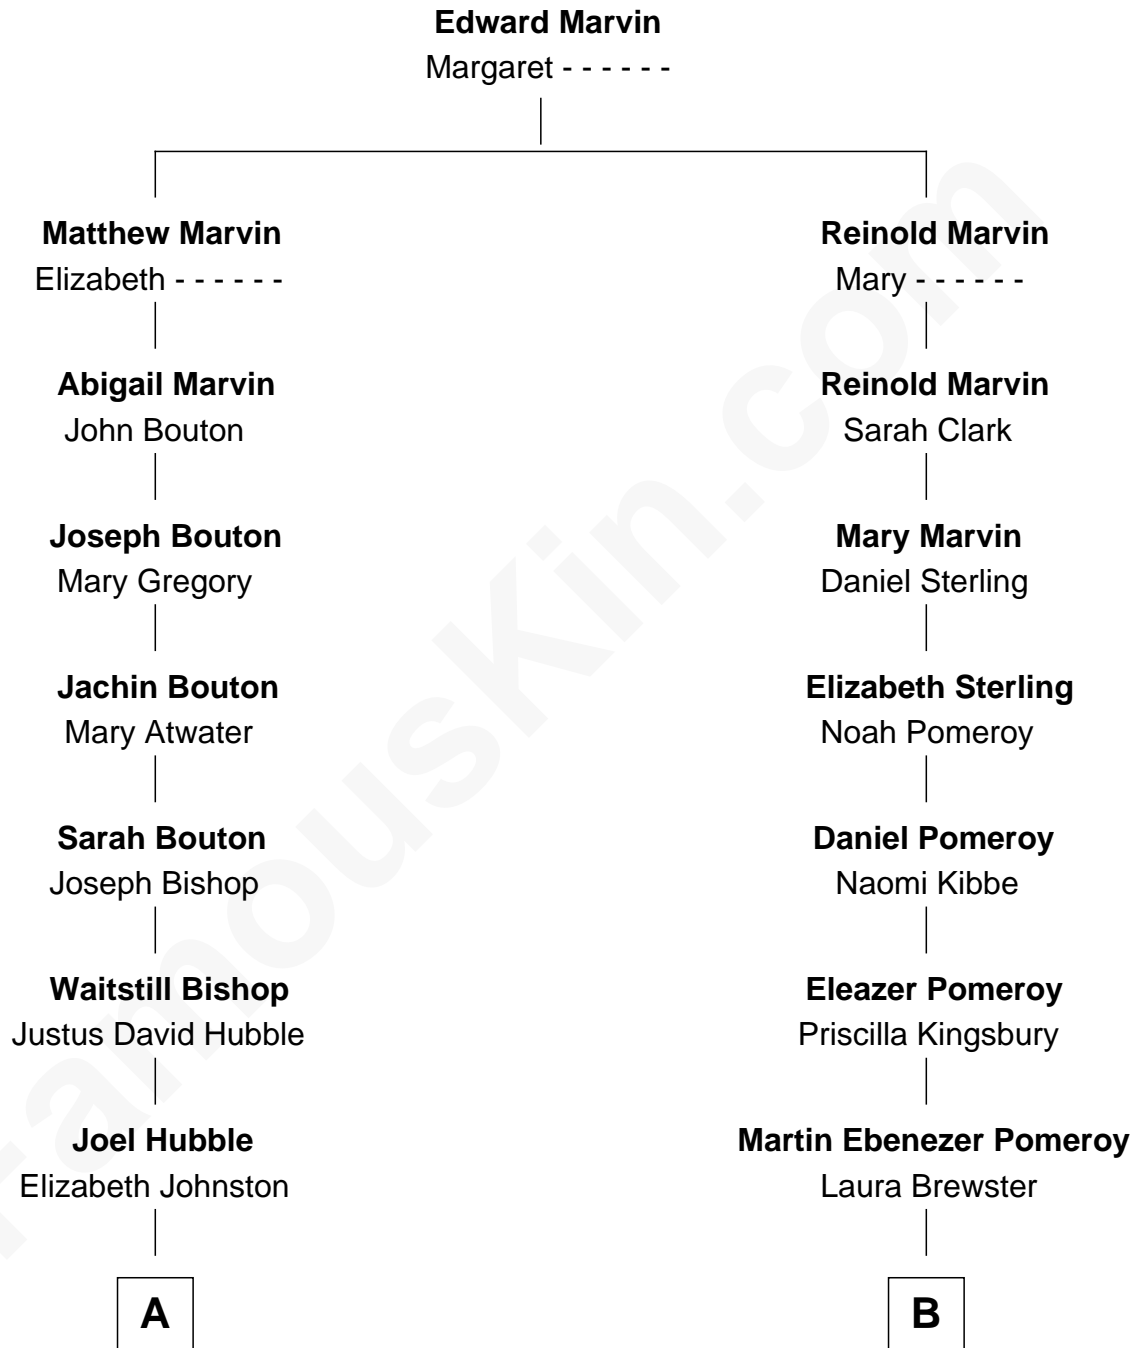 Edward Marvin
Margaret - - - - - -
Matthew Marvin
Elizabeth - - - - - -
Reinold Marvin
Mary - - - - - -
Abigail Marvin
John Bouton
Reinold Marvin
Sarah Clark
Joseph Bouton
Mary Gregory
Mary Marvin
Daniel Sterling
Jachin Bouton
Mary Atwater
Elizabeth Sterling
Noah Pomeroy
Sarah Bouton
Joseph Bishop
Daniel Pomeroy
Naomi Kibbe
Waitstill Bishop
Justus David Hubble
Eleazer Pomeroy
Priscilla Kingsbury
Joel Hubble
Elizabeth Johnston
Martin Ebenezer Pomeroy
Laura Brewster
A
B
FamousKin.com